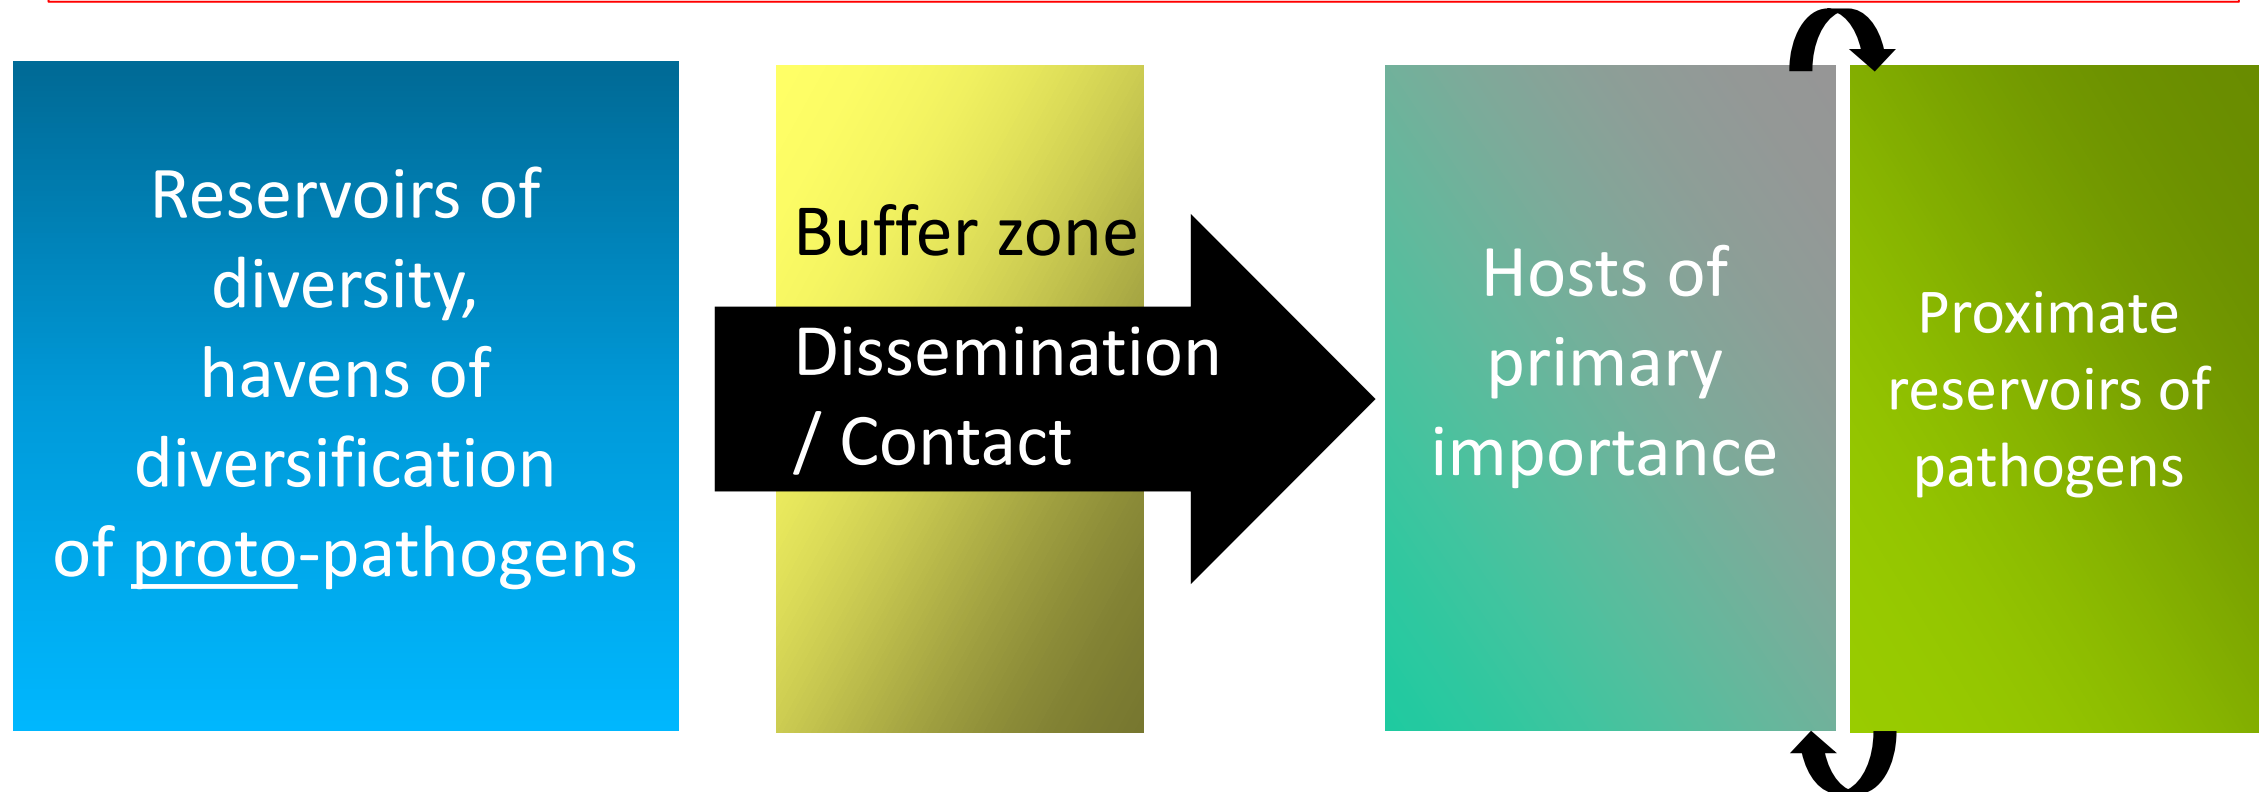 Reservoirs of
diversity,
havens of
diversification
of proto-pathogens
Buffer zone
Dissemination
/ Contact
Hosts of
primary
importance
Proximate
reservoirs of
pathogens